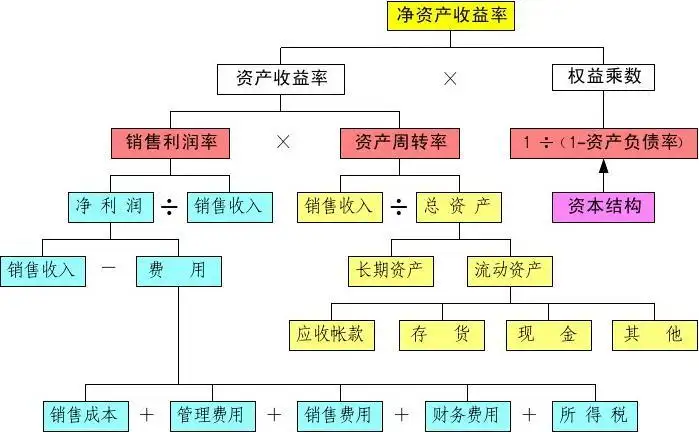 净资产收益率
资产收益率 × 权益乘数
销售利润率 × 资产周转率 1÷(1-资产负债率)
净利润 ÷ 销售收入 销售收入 ÷ 总资产 资本结构
销售收入 - 费用 长期资产 流动资产
应收帐款 存货 现金 其他
销售成本 + 管理费用 + 销售费用 + 财务费用 + 所得税